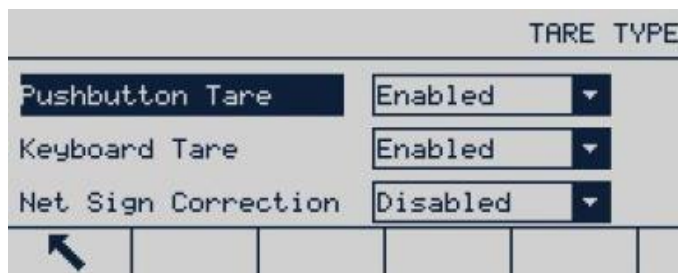 TARE TYPE
Pushbutton Tare Enabled
Keyboard Tare Enabled
Net Sign Correction Disabled